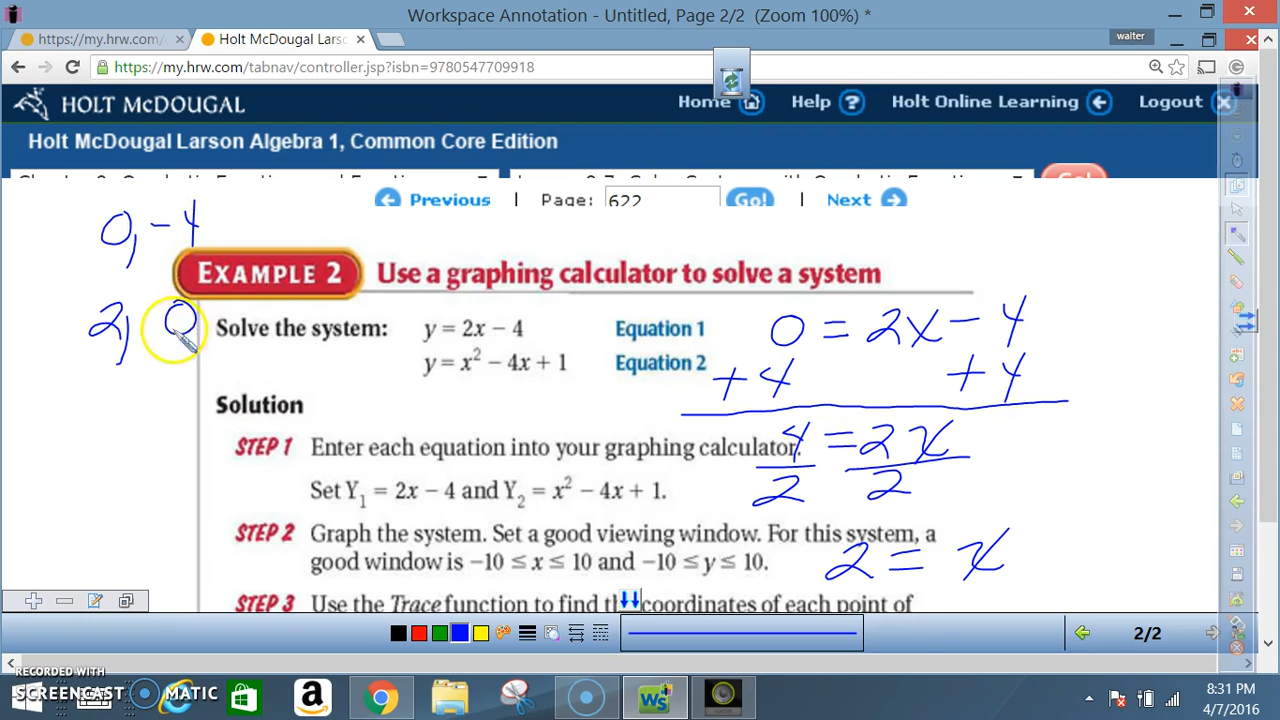 Workspace Annotation - Untitled, Page 2/2 (Zoom 100%) *
https://my.hrw.com/ ×
Holt McDougal Lars ×
walter
https://my.hrw.com/tabnav/controller.jsp?isbn=9780547709918
HOLT McDOUGAL
Home Help ? Holt Online Learning Logout
Holt McDougal Larson Algebra 1, Common Core Edition
Previous | Page: 622 Go! | Next
0, -4
EXAMPLE 2 Use a graphing calculator to solve a system
2, 0
Solve the system: y = 2x − 4 Equation 1
y = x² − 4x + 1 Equation 2
0 = 2x - 4
+ 4 + 4
4 = 2x
2 2
2 = x
Solution
STEP 1 Enter each equation into your graphing calculator.
Set Y₁ = 2x − 4 and Y₂ = x² − 4x + 1.
STEP 2 Graph the system. Set a good viewing window. For this system, a
good window is −10 ≤ x ≤ 10 and −10 ≤ y ≤ 10.
STEP 3 Use the Trace function to find the coordinates of each point of
2/2
RECORDED WITH
SCREENCAST MATIC
8:31 PM
4/7/2016